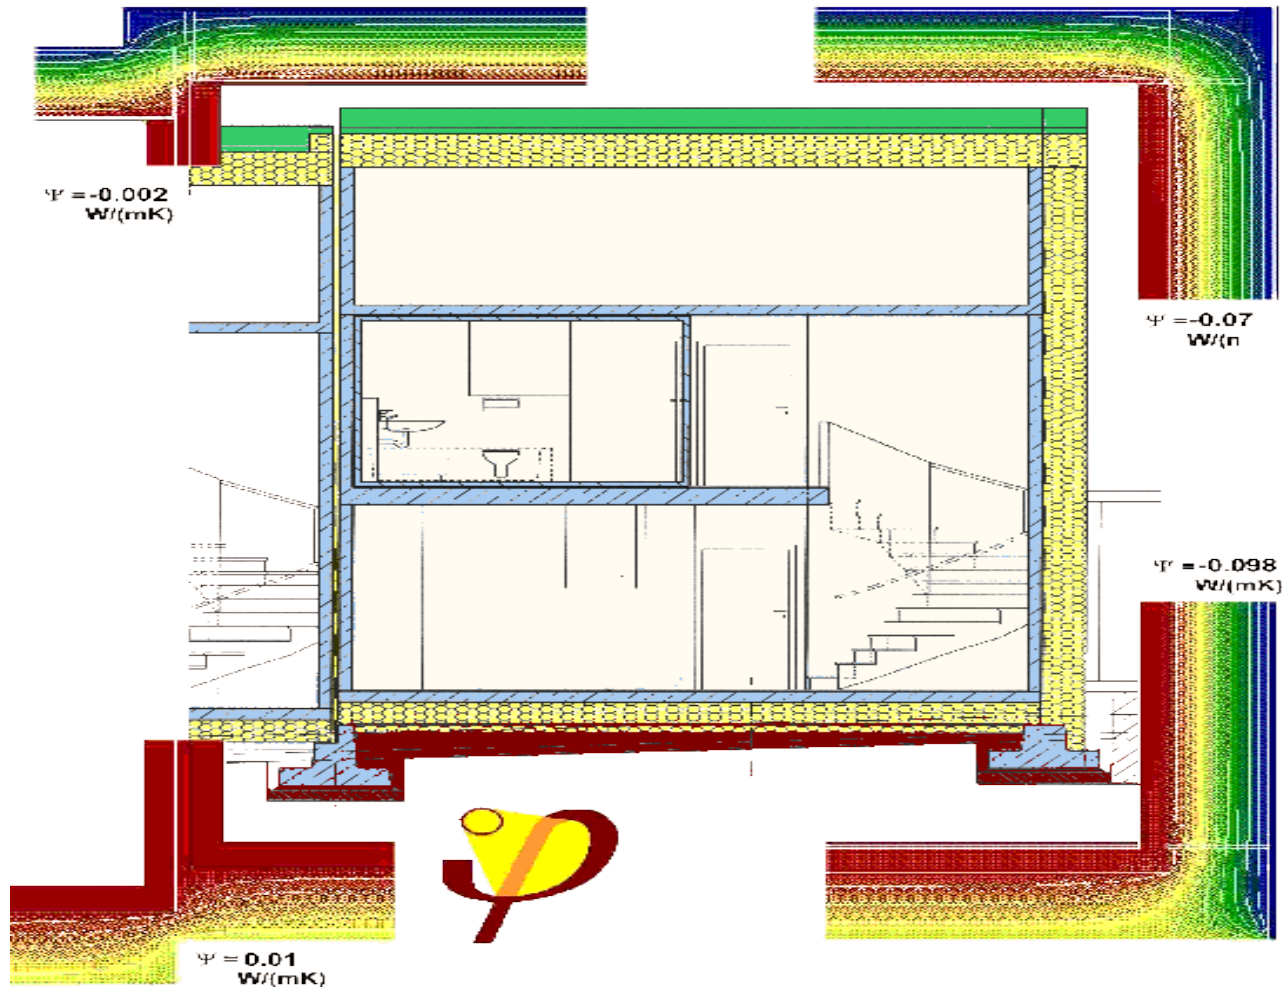 Ψ =-0.002
W/(mK)
Ψ =-0.07
W/(n
Ψ =-0.098
W/(mK)
Ψ = 0.01
W/(mK)